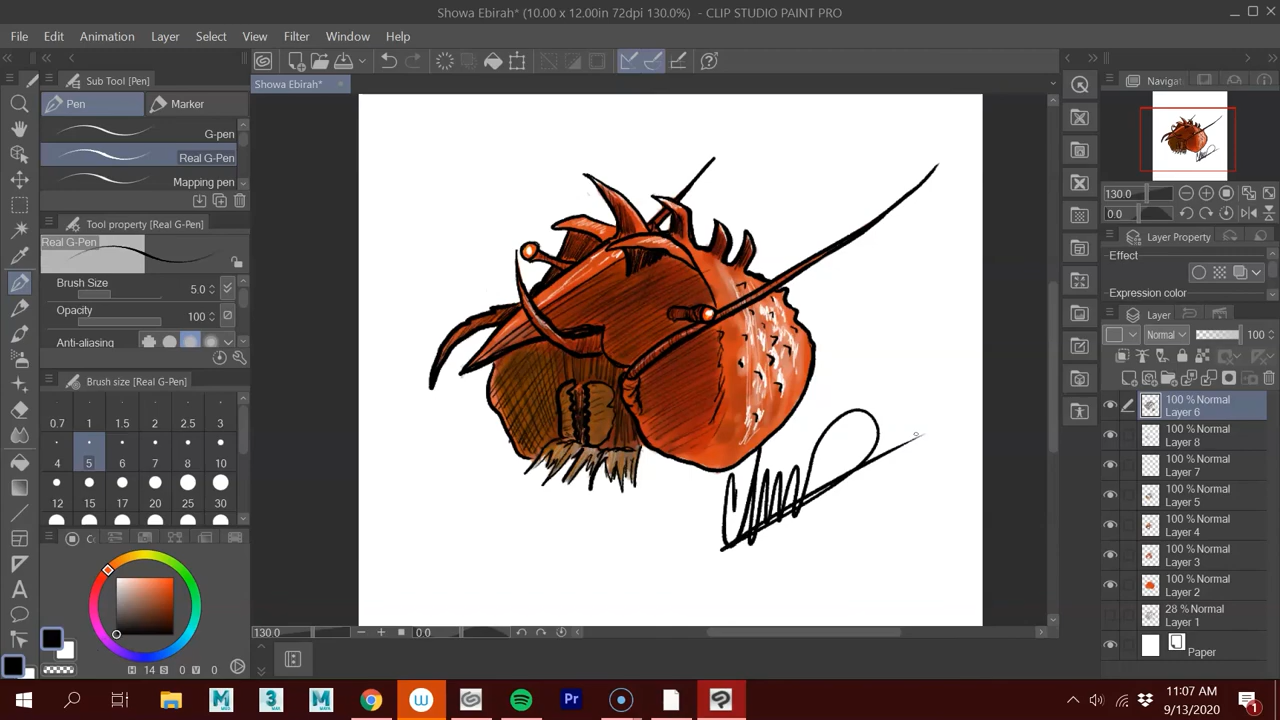 Showa Ebirah* (10.00 x 12.00in 72dpi 130.0%) - CLIP STUDIO PAINT PRO
File Edit Animation Layer Select View Filter Window Help
Sub Tool [Pen]
Showa Ebirah*
Navigat
Pen Marker
G-pen
Real G-Pen
Mapping pen
130.0
0.0
Tool property [Real G-Pen]
Real G-Pen
Layer Property
Effect
Brush Size 5.0
Expression color
Opacity 100
Layer
Anti-aliasing
Normal 100
Brush size [Real G-Pen]
0.7 1 2 2.5 3
4 5 6 7 8 10
12 15 17 20 25 30
100 %Normal
Layer 6
100 %Normal
Layer 8
100 %Normal
Layer 7
100 %Normal
Layer 5
100 %Normal
Layer 4
100 %Normal
Layer 3
100 %Normal
Layer 2
28 %Normal
Layer 1
Paper
130.0 0.0
H 14 S 0 V 0
11:07 AM
9/13/2020
1